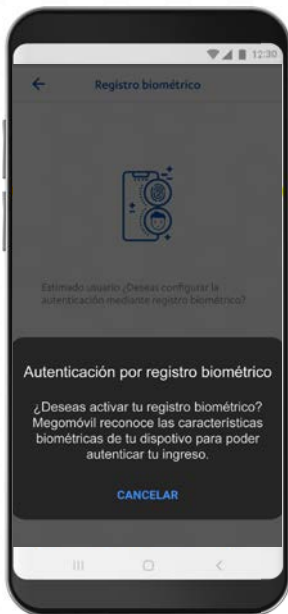 12:30
Registro biométrico
Estimado usuario ¿Deseas configurar la
autenticación mediante registro biométrico?
Autenticación por registro biométrico
¿Deseas activar tu registro biométrico?
Megomóvil reconoce las características
biométricas de tu dispotivo para poder
autenticar tu ingreso.
CANCELAR